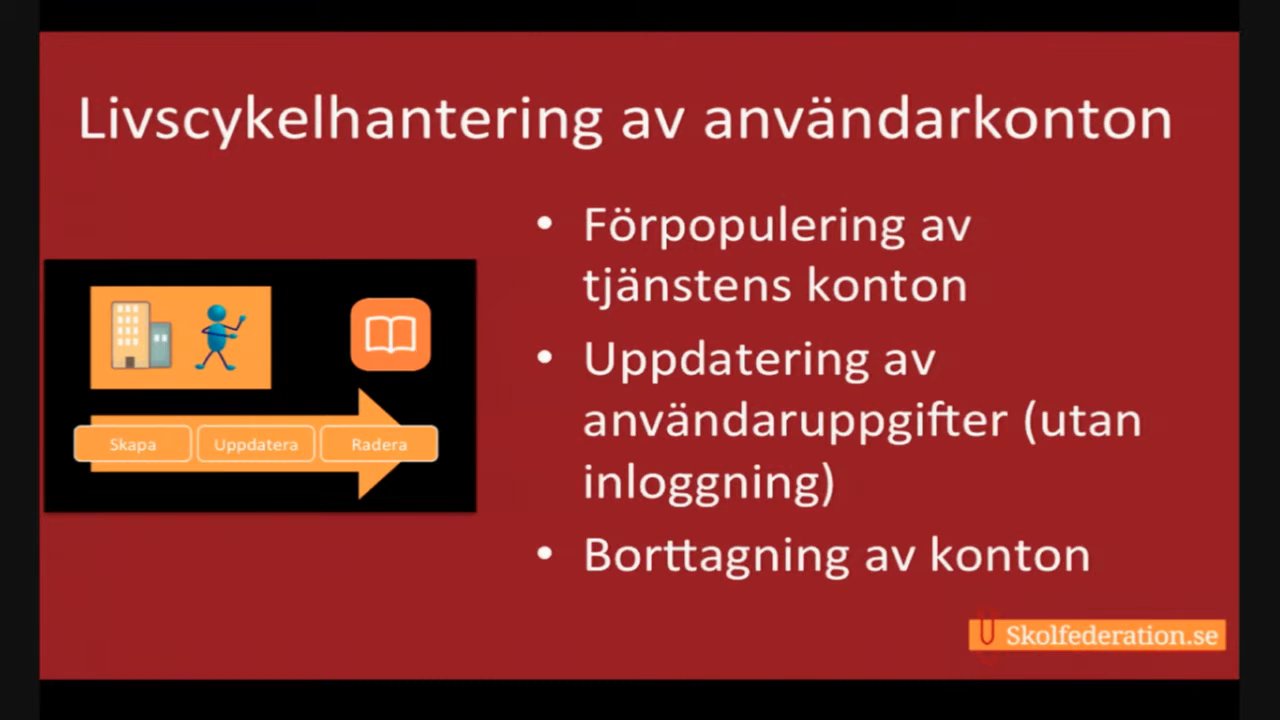 Livscykelhantering av användarkonton
• Förpopulering av
tjänstens konton
• Uppdatering av
användaruppgifter (utan
inloggning)
• Borttagning av konton
Skapa
Uppdatera
Radera
Skolfederation.se